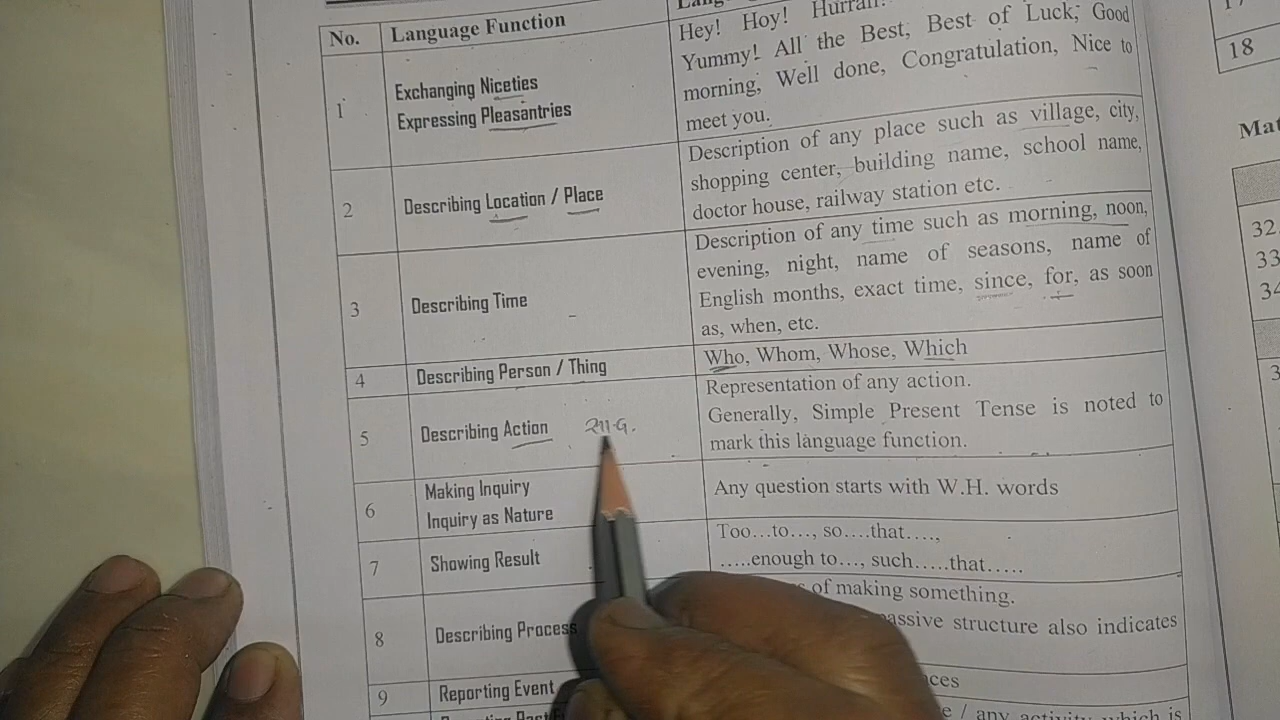 No.
Language Function
1
Exchanging Niceties
Expressing Pleasantries
Hey! Hoy! Hurrah!
Yummy! All the Best, Best of Luck, Good
morning, Well done, Congratulation, Nice to
meet you.
2
Describing Location / Place
Description of any place such as village, city,
shopping center, building name, school name,
doctor house, railway station etc.
3
Describing Time
Description of any time such as morning, noon,
evening, night, name of seasons, name of
English months, exact time, since, for, as soon
as, when, etc.
4
Describing Person / Thing
Who, Whom, Whose, Which
5
Describing Action
Representation of any action.
Generally, Simple Present Tense is noted to
mark this language function.
6
Making Inquiry
Inquiry as Nature
Any question starts with W.H. words
7
Showing Result
Too...to..., so....that....,
.....enough to..., such.....that.....
8
Describing Process
of making something.
passive structure also indicates
9
Reporting Event
e / any activity which is
18
32
33
34